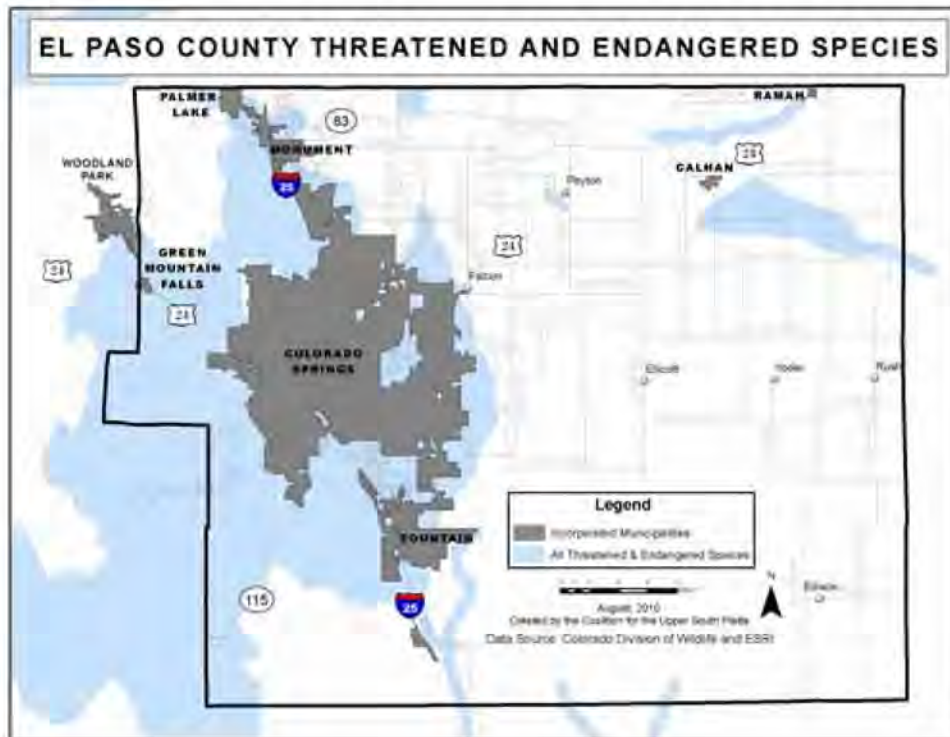 EL PASO COUNTY THREATENED AND ENDANGERED SPECIES
PALMER
LAKE
RAMAH
83
MONUMENT
WOODLAND
PARK
25
CALHAN
24
Peyton
24
GREEN
MOUNTAIN
FALLS
24
24
Falcon
COLORADO
SPRINGS
Ellicott
Yoder
Rush
Legend
Incorporated Municipalities
All Threatened & Endangered Species
FOUNTAIN
N
Edison
115
25
August, 2010
Created by the Coalition for the Upper South Platte
Data Source: Colorado Division of Wildlife and ESRI